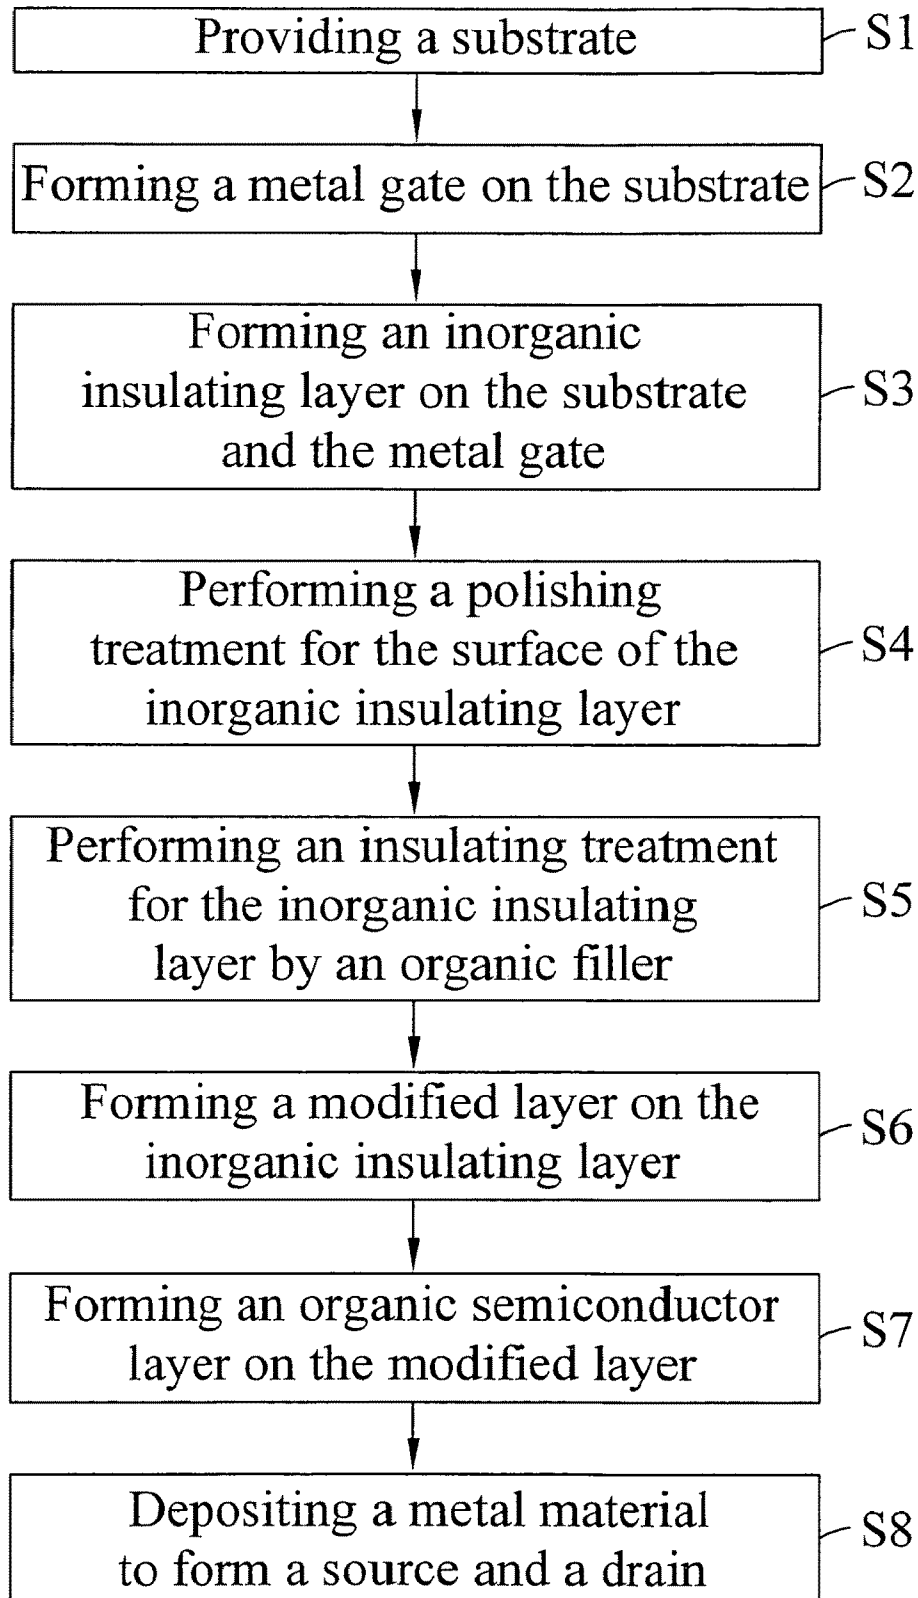 Providing a substrate
S1
Forming a metal gate on the substrate
S2
Forming an inorganic
insulating layer on the substrate
and the metal gate
S3
Performing a polishing
treatment for the surface of the
inorganic insulating layer
S4
Performing an insulating treatment
for the inorganic insulating
layer by an organic filler
S5
Forming a modified layer on the
inorganic insulating layer
S6
Forming an organic semiconductor
layer on the modified layer
S7
Depositing a metal material
to form a source and a drain
S8